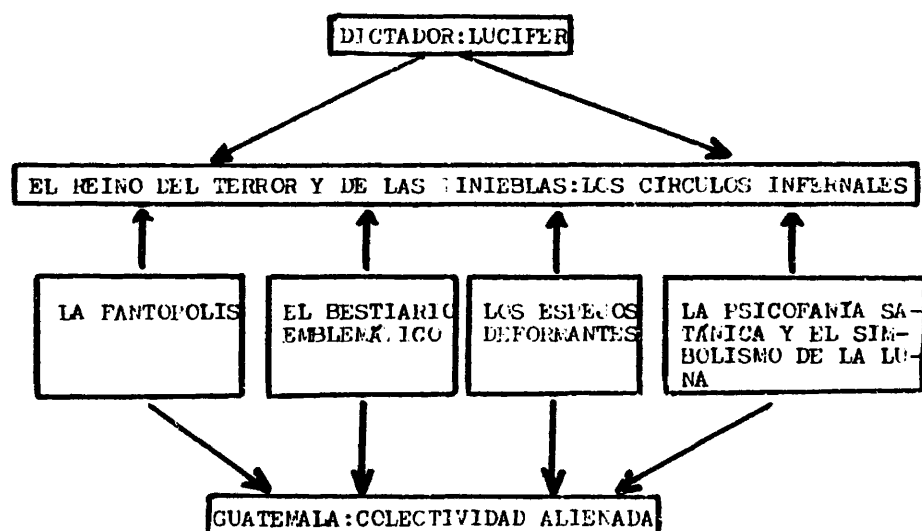 DICTADOR:LUCIFER
EL REINO DEL TERROR Y DE LAS TINIEBLAS:LOS CÍRCULOS INFERNALES
LA FANTOPOLIS
EL BESTIARIO
EMBLEMÁTICO
LOS ESPEJOS
DEFORMANTES
LA PSICOFANÍA SA-
TÁNICA Y EL SIM-
BOLISMO DE LA LU-
NA
GUATEMALA:COLECTIVIDAD ALIENADA